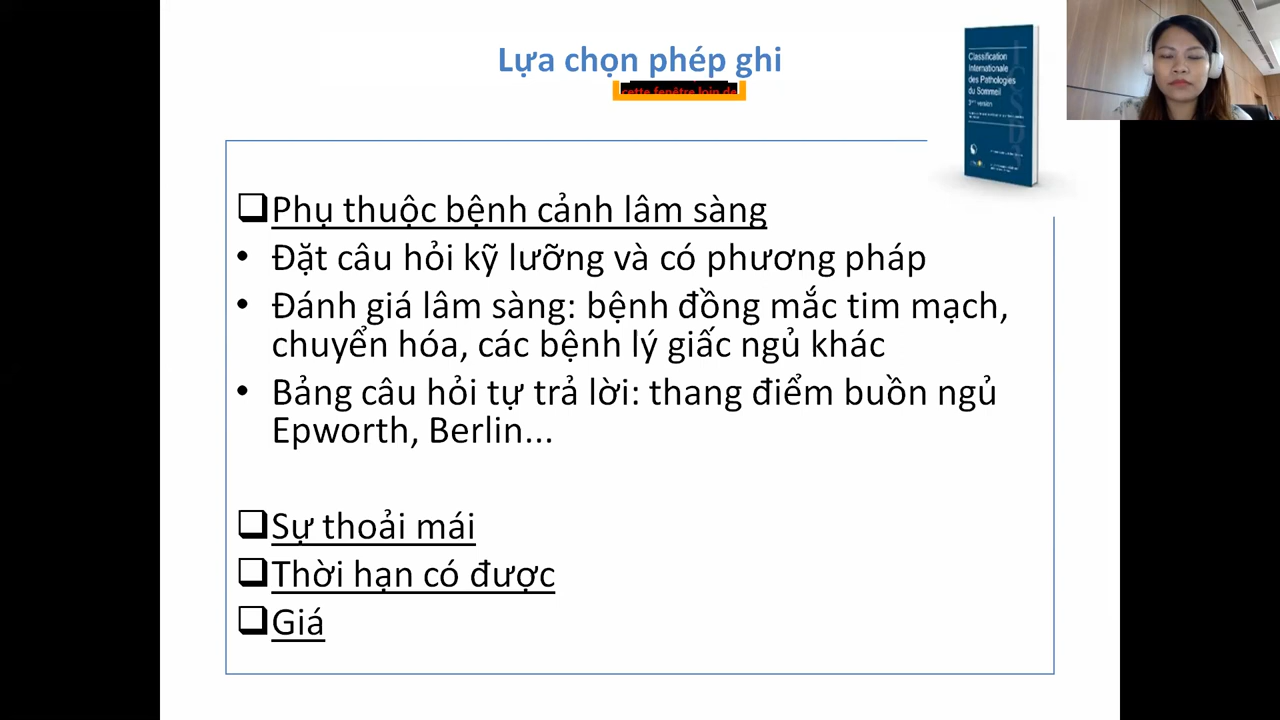 Lựa chọn phép ghi
cette fenêtre loin de
Classification
Internationale
des Pathologies
du Sommeil
3ème version
❑Phụ thuộc bệnh cảnh lâm sàng
• Đặt câu hỏi kỹ lưỡng và có phương pháp
• Đánh giá lâm sàng: bệnh đồng mắc tim mạch,
chuyển hóa, các bệnh lý giấc ngủ khác
• Bảng câu hỏi tự trả lời: thang điểm buồn ngủ
Epworth, Berlin...
❑Sự thoải mái
❑Thời hạn có được
❑Giá